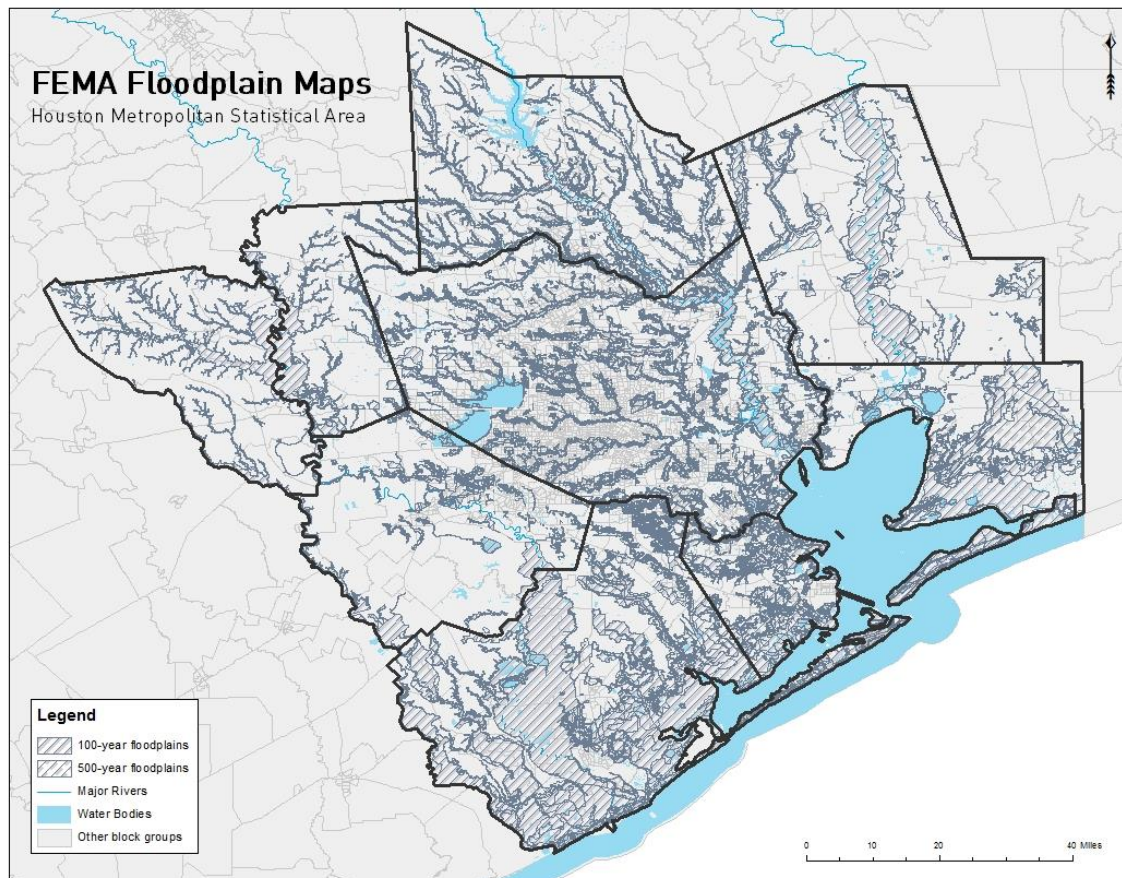 FEMA Floodplain Maps
Houston Metropolitan Statistical Area
Legend
100-year floodplains
500-year floodplains
Major Rivers
Water Bodies
Other block groups
0 10 20 40 Miles